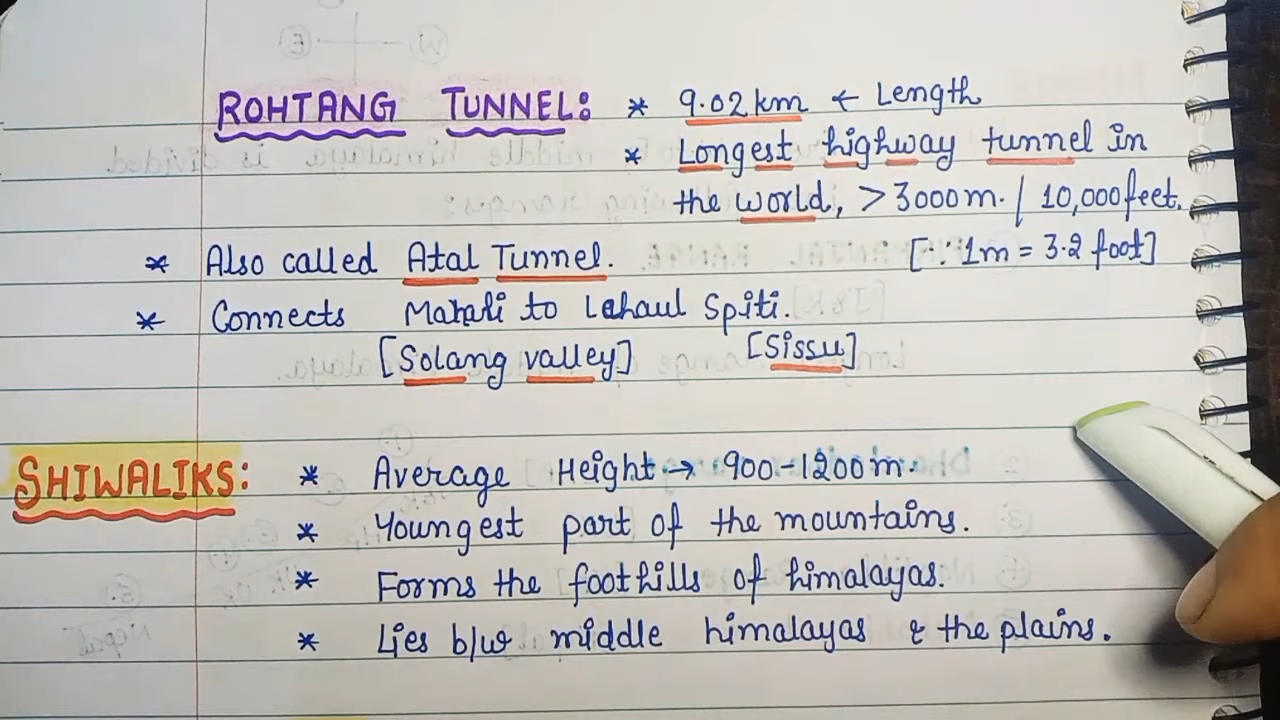 ROHTANG TUNNEL: * 9.02 km ← Length
* Longest highway tunnel in
the world, > 3000m. / 10,000 feet.
* Also called Atal Tunnel. [∵ 1m = 3.2 foot]
* Connects Manali to Lahaul Spiti.
[Solang valley] [Sissu]
SHIWALIKS: * Average Height → 900-1200m.
* Youngest part of the mountains.
* Forms the foothills of himalayas.
* Lies b/w middle himalayas & the plains.